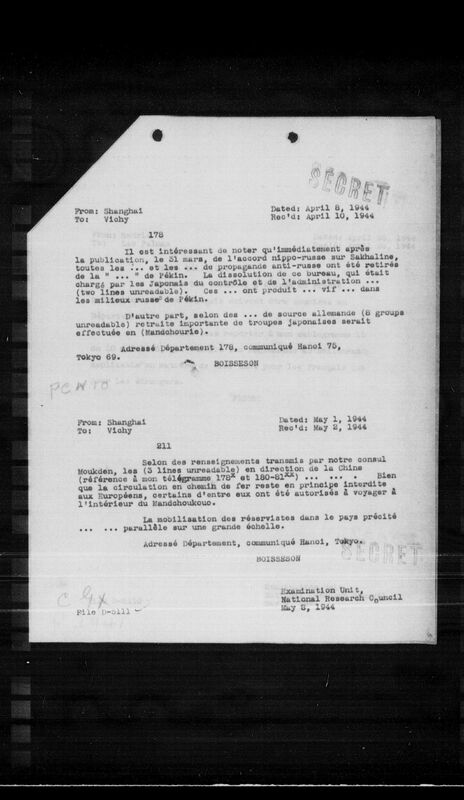 SECRET
From: Shanghai Dated: April 8, 1944
To: Vichy Rec'd: April 10, 1944
178
Il est intéressant de noter qu'immédiatement après
la publication, le 31 mars, de l'accord nippo-russe sur Sakhaline,
toutes les ... et les ... de propagande anti-russe ont été retirés
de la " ... " de Pékin. La dissolution de ce bureau, qui était
chargé par les Japonais du contrôle et de l'administration ...
(two lines unreadable). Ces ... ont produit ... vif ... dans
les milieux russes de Pékin.
D'autre part, selon des ... de source allemande (8 groups
unreadable) retraite importante de troupes japonaises serait
effectuée en (Mandchourie).
Adressé Département 178, communiqué Hanoi 75,
Tokyo 69.
BOISSESON
From: Shanghai Dated: May 1, 1944
To: Vichy Rec'd: May 2, 1944
211
Selon des renseignements transmis par notre consul
Moukden, les (3 lines unreadable) en direction de la Chine
(référence à mon télégramme 178x et 180-81xx) ... ... . Bien
que la circulation en chemin de fer reste en principe interdite
aux Européens, certains d'entre eux ont été autorisés à voyager à
l'intérieur du Mandchoukouo.
La mobilisation des réservistes dans le pays précité
... ... parallèle sur une grande échelle.
Adressé Département, communiqué Hanoi, Tokyo.
BOISSESON
SECRET
Examination Unit,
National Research Council
May 3, 1944